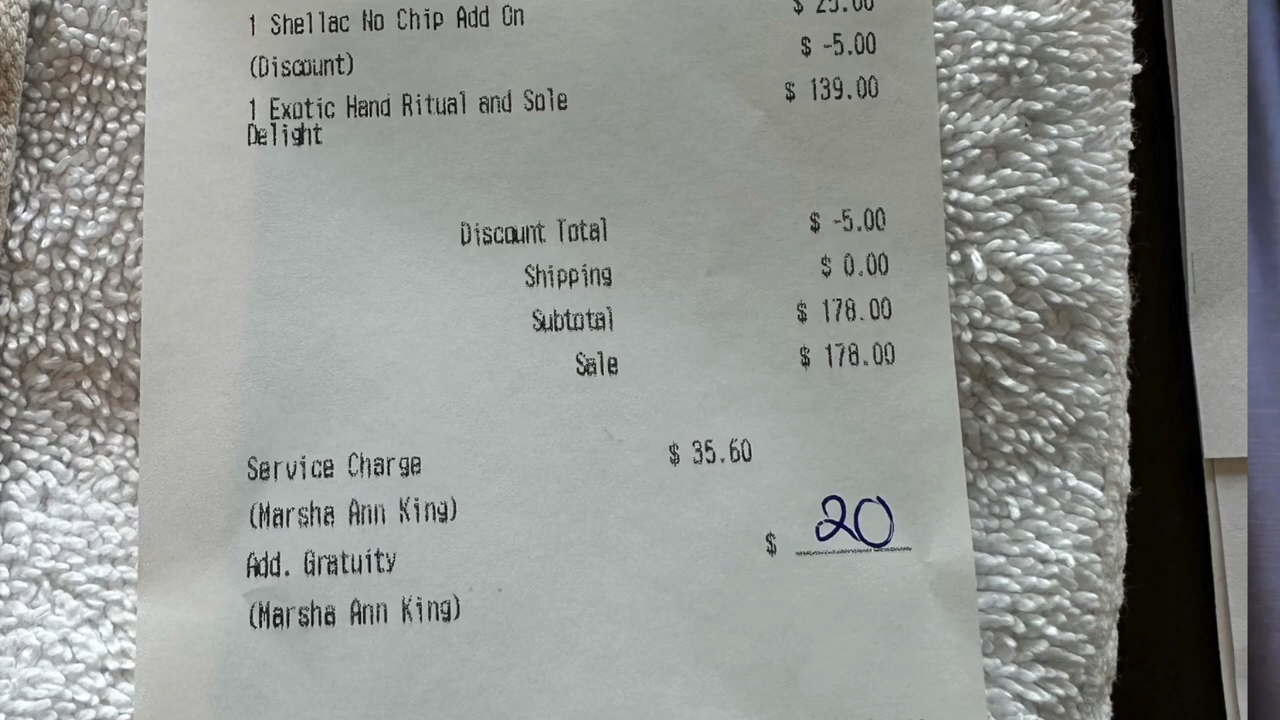 1 Shellac No Chip Add On
(Discount) $ -5.00
1 Exotic Hand Ritual and Sole $ 139.00
Delight
Discount Total $ -5.00
Shipping $ 0.00
Subtotal $ 178.00
Sale $ 178.00
Service Charge $ 35.60
(Marsha Ann King)
Add. Gratuity $ 20
(Marsha Ann King)